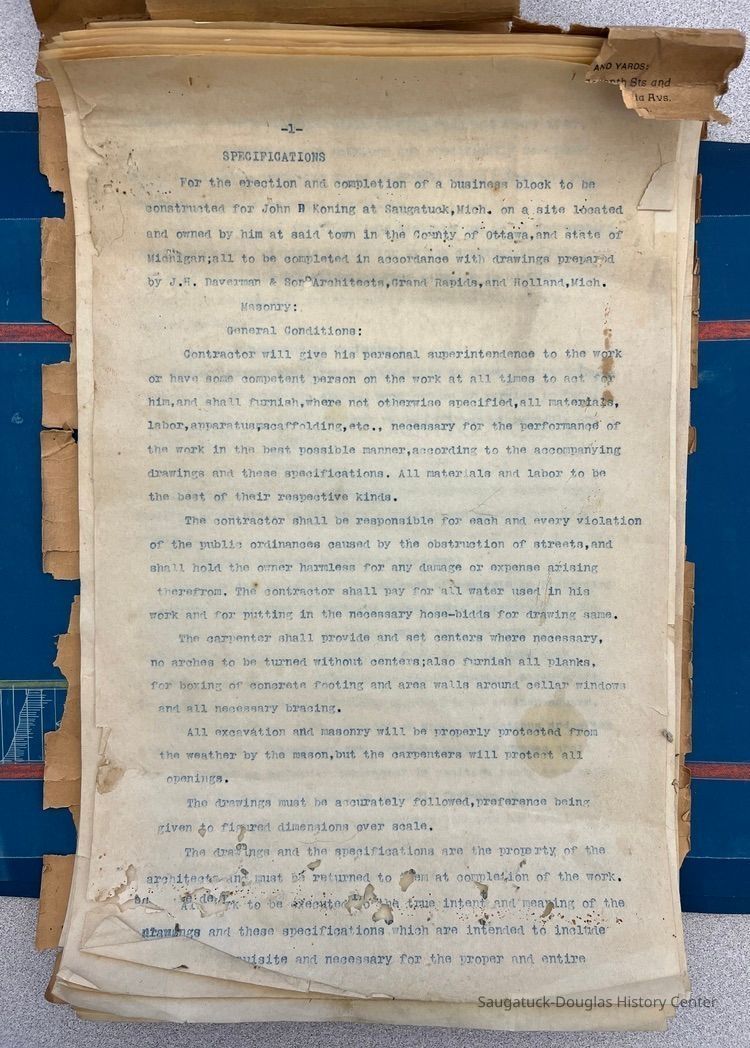 AND YARDS:
Sts and
Avs.
-1-
SPECIFICATIONS
For the erection and completion of a business block to be
constructed for John B Koning at Saugatuck,Mich. on a site located
and owned by him at said town in the County of Ottawa,and state of
Michigan;all to be completed in accordance with drawings prepared
by J.H. Daverman & Son Architects,Grand Rapids,and Holland,Mich.
Masonry:
General Conditions:
Contractor will give his personal superintendence to the work
or have some competent person on the work at all times to act for
him,and shall furnish,where not otherwise specified,all materials,
labor,apparatus,scaffolding,etc., necessary for the performance of
the work in the best possible manner,according to the accompanying
drawings and these specifications. All materials and labor to be
the best of their respective kinds.
The contractor shall be responsible for each and every violation
of the public ordinances caused by the obstruction of streets,and
shall hold the owner harmless for any damage or expense arising
therefrom. The contractor shall pay for all water used in his
work and for putting in the necessary hose-bidds for drawing same.
The carpenter shall provide and set centers where necessary,
no arches to be turned without centers;also furnish all planks,
for boxing of concrete footing and area walls around cellar windows
and all necessary bracing.
All excavation and masonry will be properly protected from
the weather by the mason,but the carpenters will protect all
openings.
The drawings must be accurately followed,preference being
given to figured dimensions over scale.
The drawings and the specifications are the property of the
architects and must be returned to them at completion of the work.
All work to be executed to the true intent and meaning of the
drawings and these specifications which are intended to include
and necessary for the proper and entire
Saugatuck-Douglas History Center